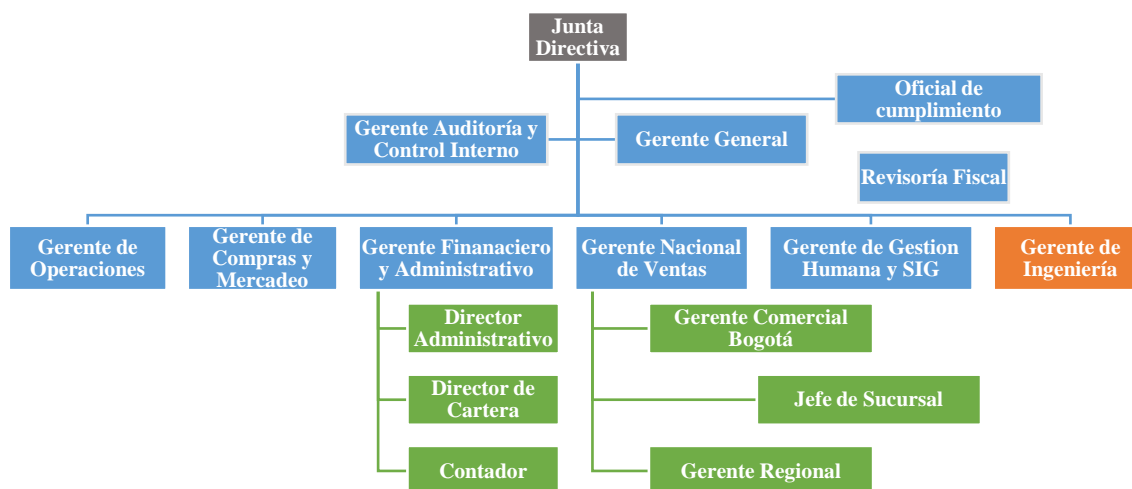 Junta
Directiva
Oficial de
cumplimiento
Gerente Auditoría y
Control Interno
Gerente General
Revisoría Fiscal
Gerente de
Operaciones
Gerente de
Compras y
Mercadeo
Gerente Finanaciero
y Administrativo
Gerente Nacional
de Ventas
Gerente de Gestion
Humana y SIG
Gerente de
Ingeniería
Director
Administrativo
Gerente Comercial
Bogotá
Director de
Cartera
Jefe de Sucursal
Contador
Gerente Regional